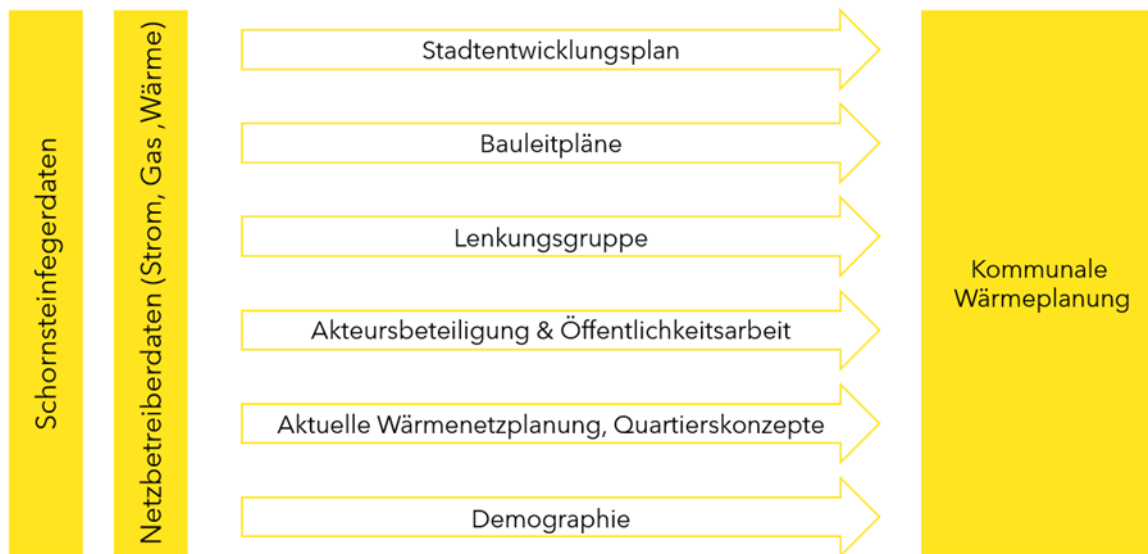 Schornsteinfegerdaten
Netzbetreiberdaten (Strom, Gas ,Wärme)
Stadtentwicklungsplan
Bauleitpläne
Lenkungsgruppe
Akteursbeteiligung & Öffentlichkeitsarbeit
Aktuelle Wärmenetzplanung, Quartierskonzepte
Demographie
Kommunale
Wärmeplanung